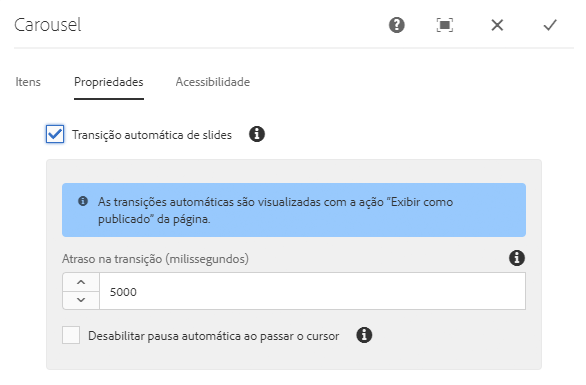 Carousel
Itens Propriedades Acessibilidade
Transição automática de slides
As transições automáticas são visualizadas com a ação “Exibir como
publicado” da página.
Atraso na transição (milissegundos)
5000
Desabilitar pausa automática ao passar o cursor